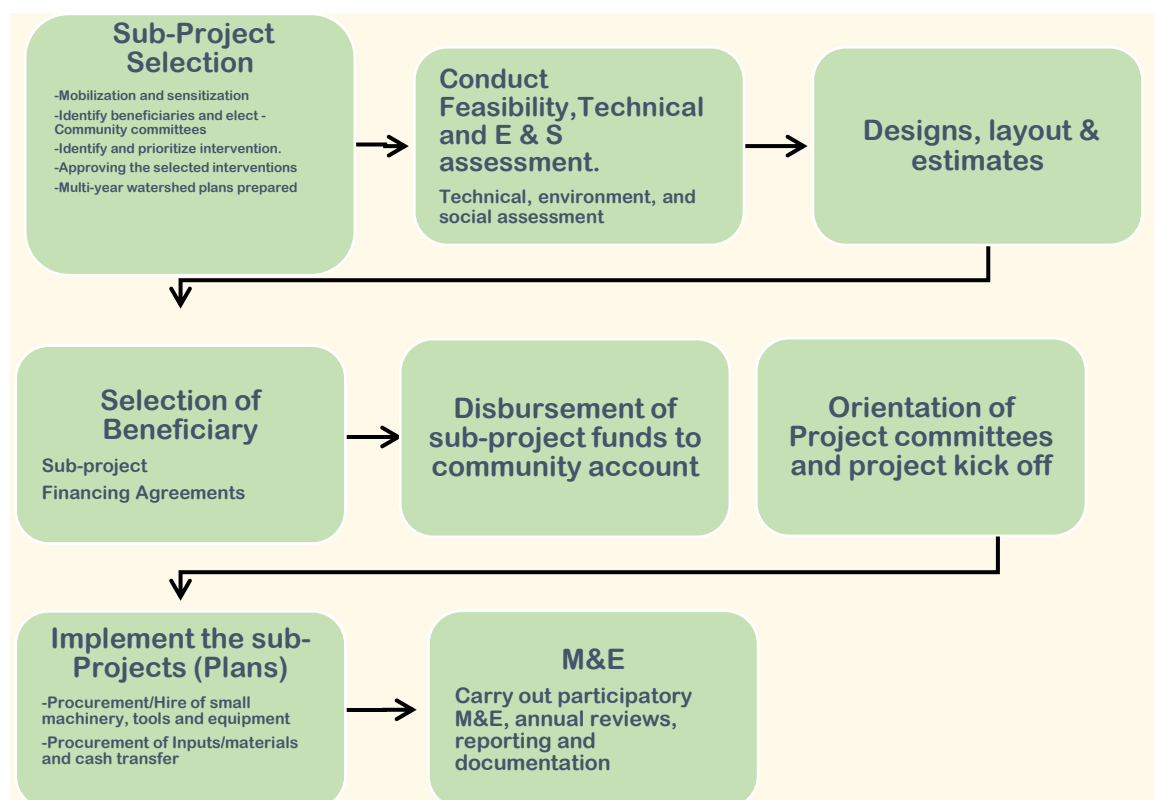 Sub-Project
Selection
-Mobilization and sensitization
-Identify beneficiaries and elect -
Community committees
-Identify and prioritize intervention.
-Approving the selected interventions
-Multi-year watershed plans prepared
Conduct
Feasibility,Technical
and E & S
assessment.
Technical, environment, and
social assessment
Designs, layout &
estimates
Selection of
Beneficiary
Sub-project
Financing Agreements
Disbursement of
sub-project funds to
community account
Orientation of
Project committees
and project kick off
Implement the sub-
Projects (Plans)
-Procurement/Hire of small
machinery, tools and equipment
-Procurement of Inputs/materials
and cash transfer
M&E
Carry out participatory
M&E, annual reviews,
reporting and
documentation